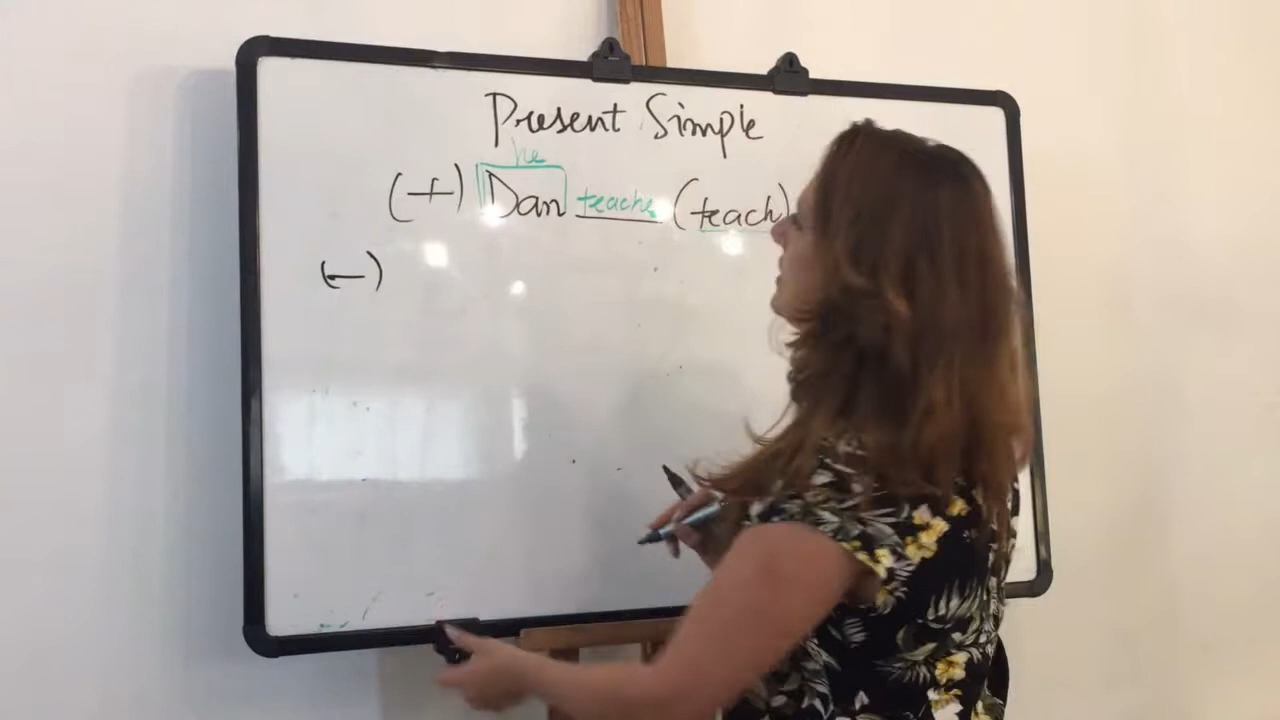 Present Simple
he
(+) Dan teache (teach)
(-)